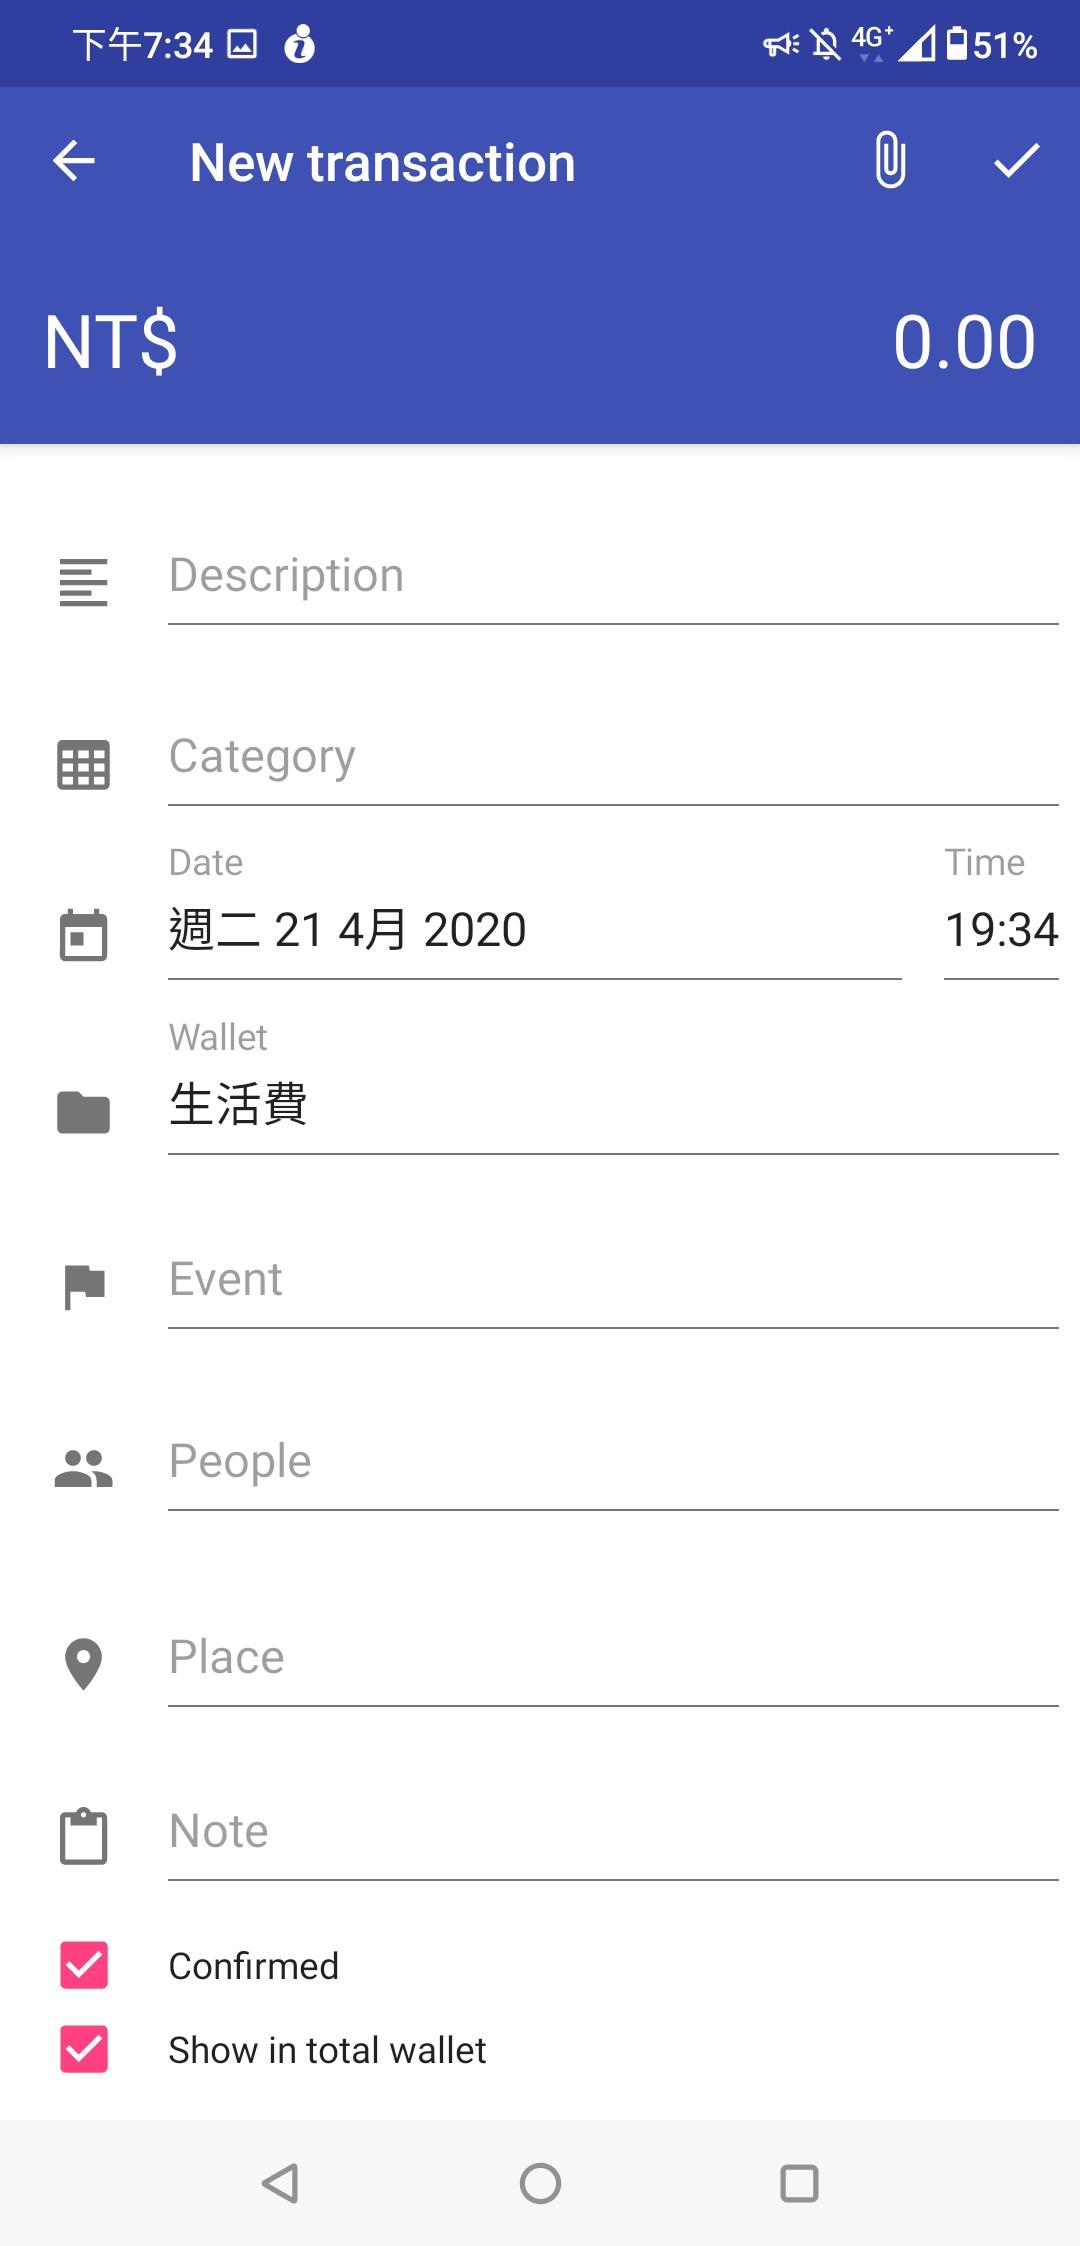 下午7:34 4G+ 51%
New transaction
NT$ 0.00
Description
Category
Date Time
週二 21 4月 2020 19:34
Wallet
生活費
Event
People
Place
Note
Confirmed
Show in total wallet